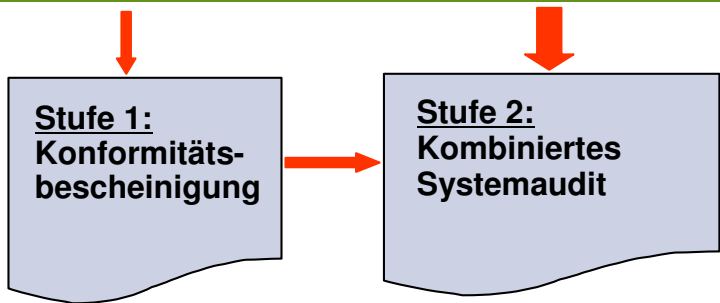 Stufe 1:
Konformitäts-
bescheinigung
Stufe 2:
Kombiniertes
Systemaudit